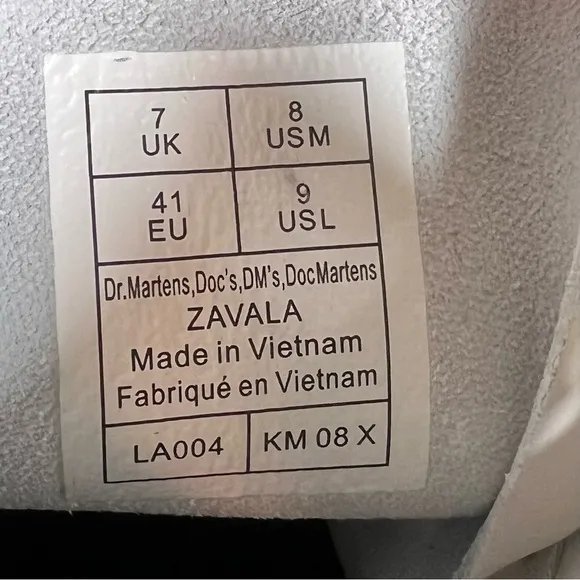 7
UK
8
USM
41
EU
9
USL
Dr.Martens,Doc's,DM's,DocMartens
ZAVALA
Made in Vietnam
Fabriqué en Vietnam
LA004
KM 08 X